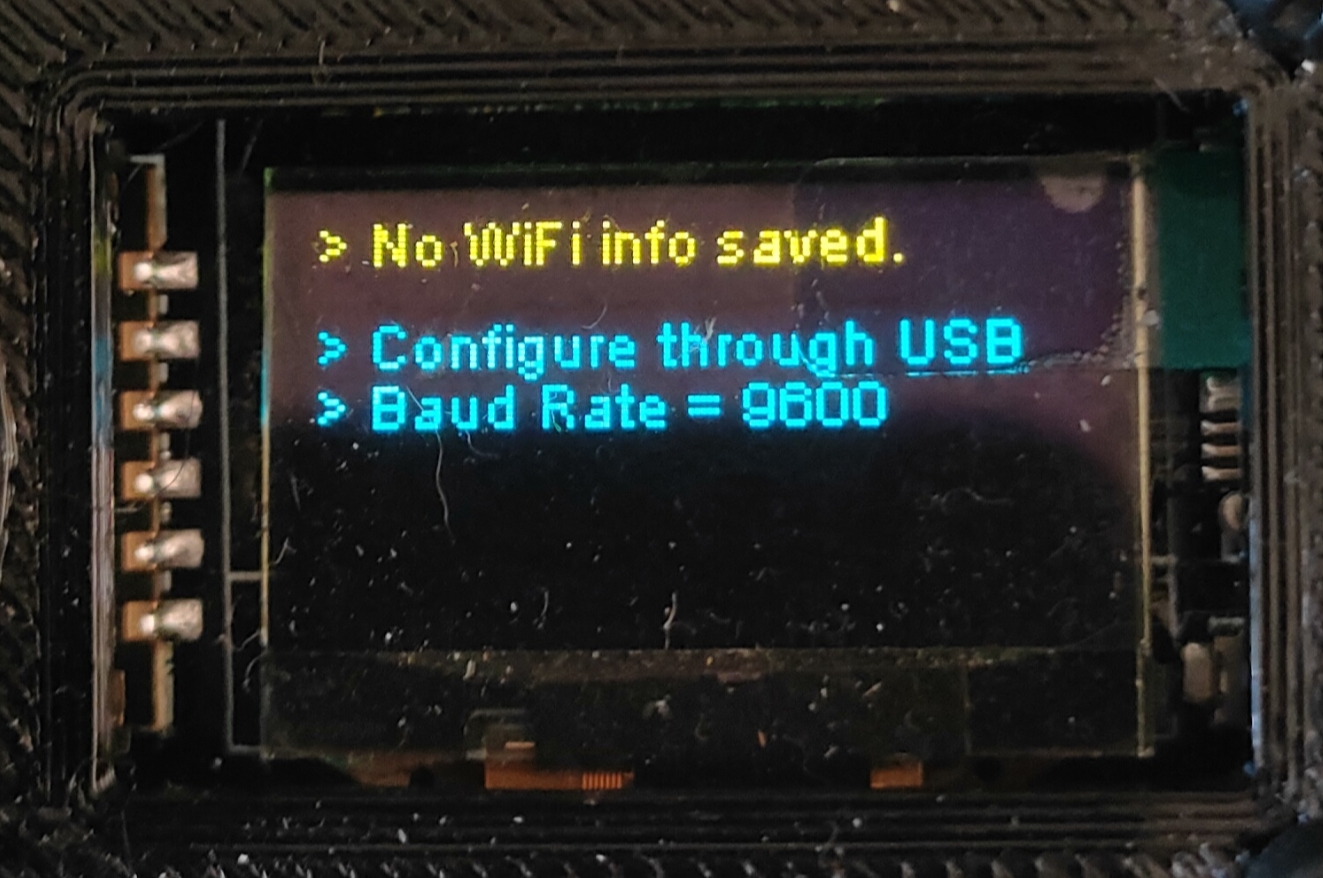 > No WiFi info saved.
> Configure through USB
> Baud Rate = 9600